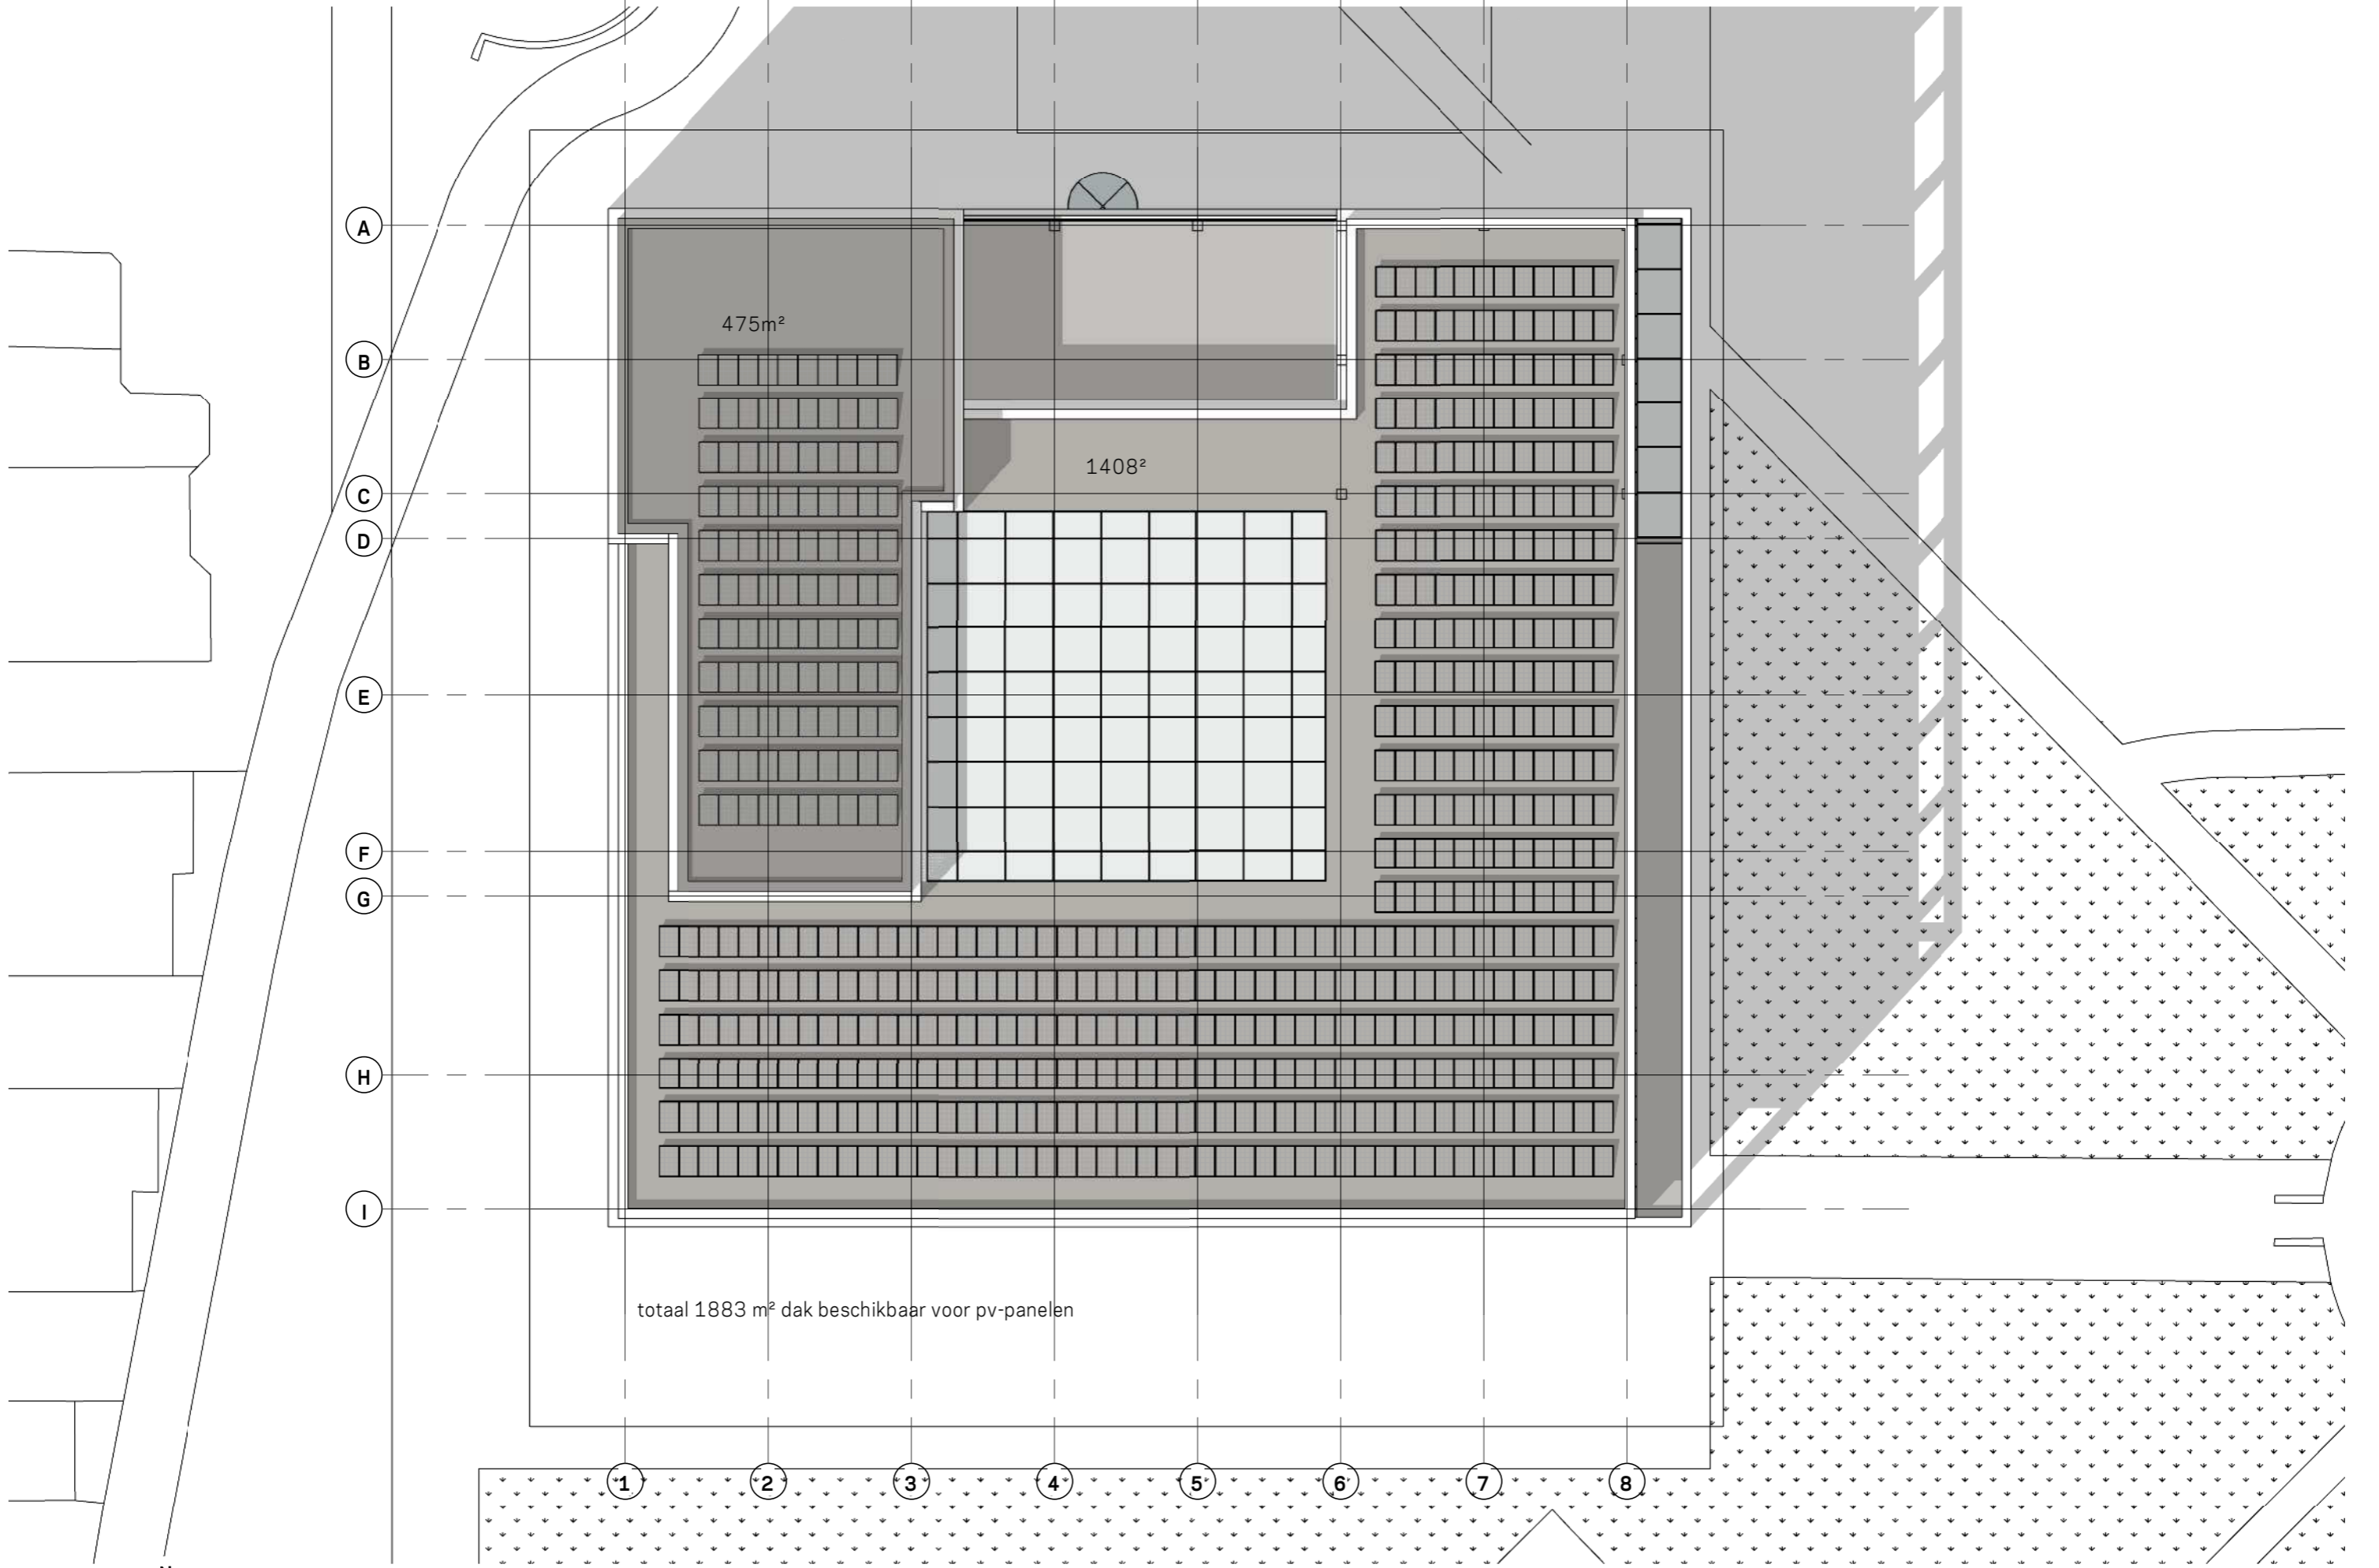 A
475m²
B
1408²
C
D
E
F
G
H
I
totaal 1883 m² dak beschikbaar voor pv-panelen
1 2 3 4 5 6 7 8